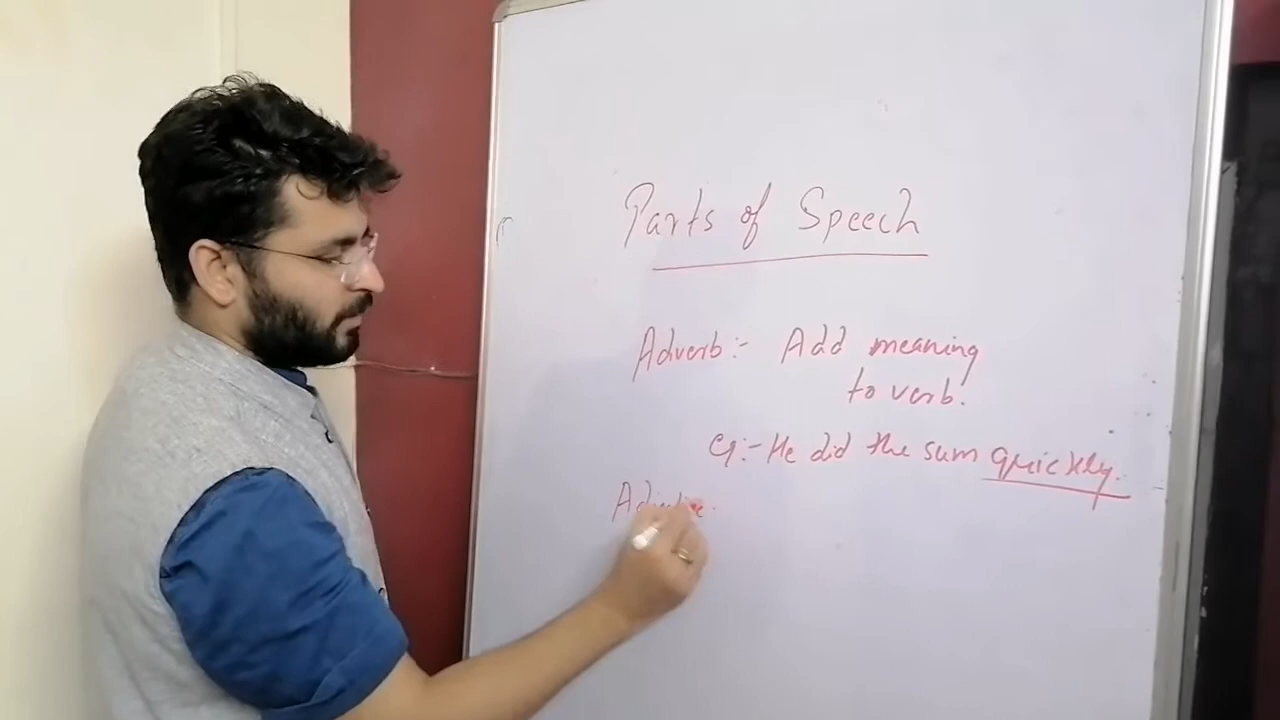 Parts of Speech
Adverb :- Add meaning
to verb.
eg:- He did the sum quickly.